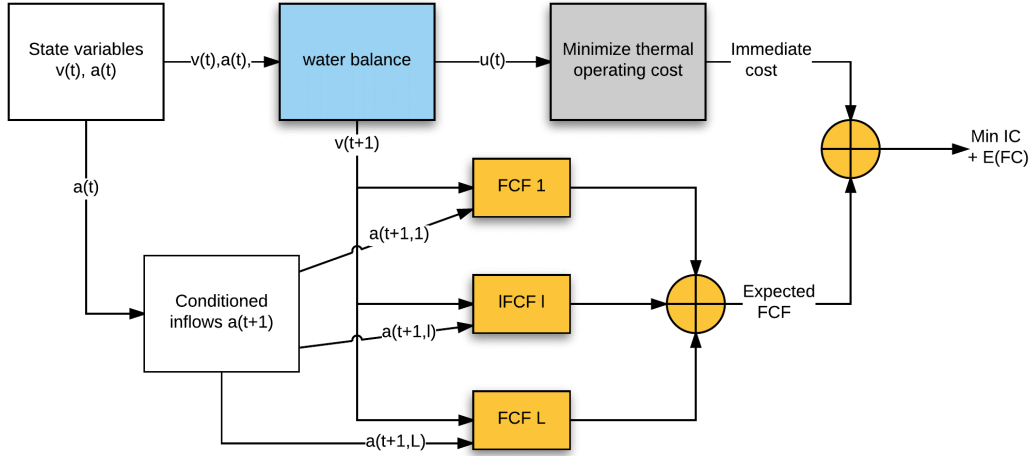 State variables
v(t), a(t)
v(t),a(t),
water balance
u(t)
Minimize thermal
operating cost
Immediate
cost
v(t+1)
Min IC
+ E(FC)
a(t)
FCF 1
a(t+1,1)
Conditioned
inflows a(t+1)
lFCF l
a(t+1,l)
Expected
FCF
FCF L
a(t+1,L)